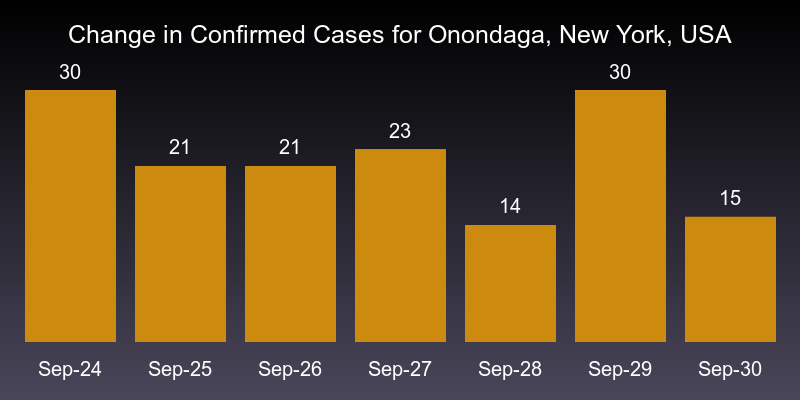 Change in Confirmed Cases for Onondaga, New York, USA
30
21
21
23
14
30
15
Sep-24
Sep-25
Sep-26
Sep-27
Sep-28
Sep-29
Sep-30